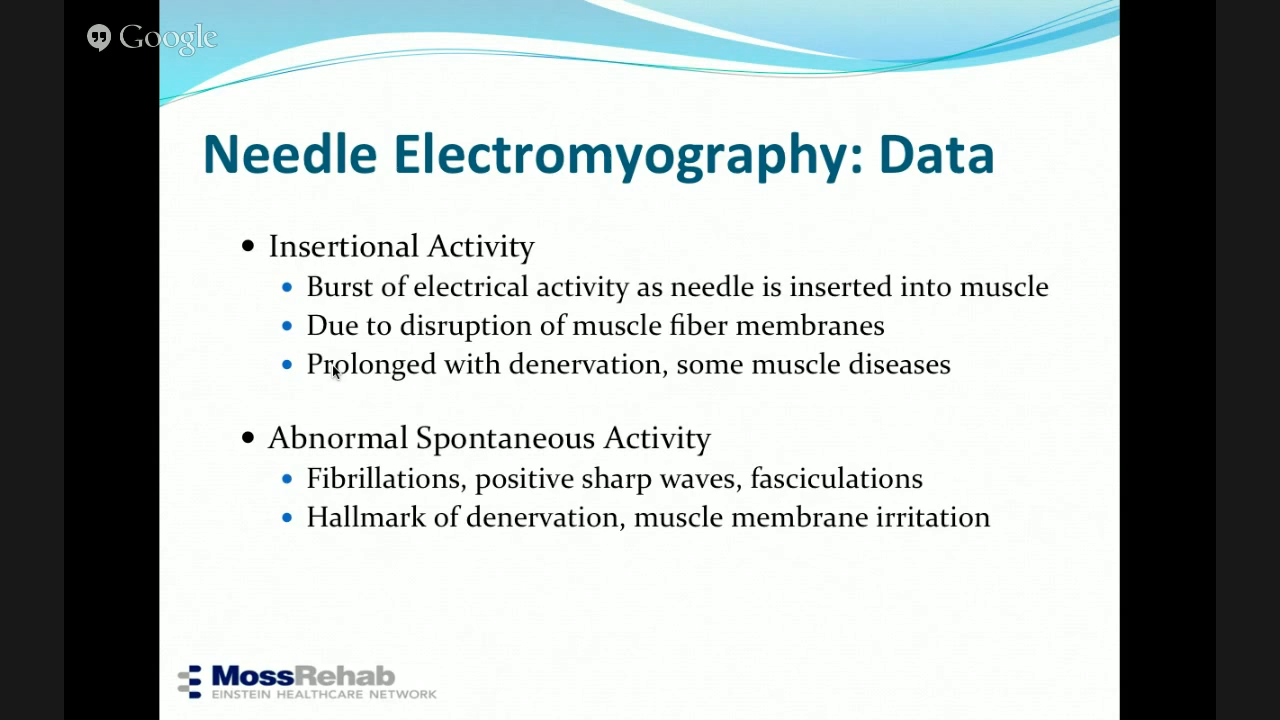 Google
Needle Electromyography: Data
• Insertional Activity
• Burst of electrical activity as needle is inserted into muscle
• Due to disruption of muscle fiber membranes
• Prolonged with denervation, some muscle diseases
• Abnormal Spontaneous Activity
• Fibrillations, positive sharp waves, fasciculations
• Hallmark of denervation, muscle membrane irritation
MossRehab
EINSTEIN HEALTHCARE NETWORK